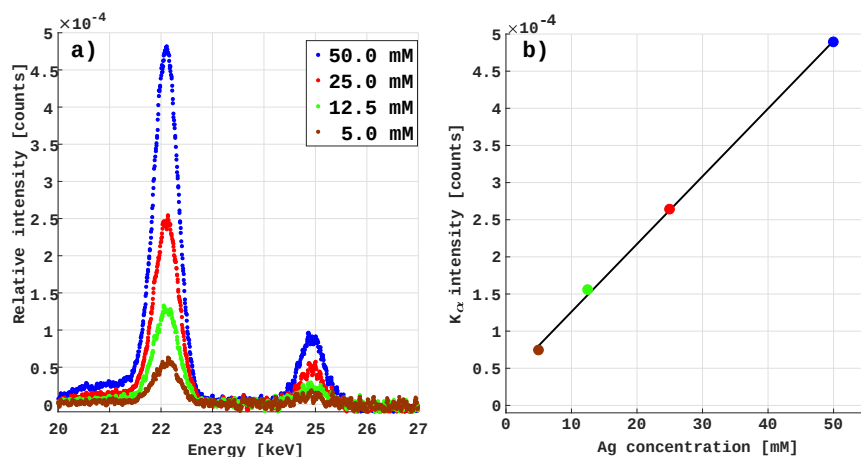 ×10⁻⁴
a)
50.0 mM
25.0 mM
12.5 mM
5.0 mM
5
4.5
4
3.5
3
2.5
2
1.5
1
0.5
0
Relative intensity [counts]
20 21 22 23 24 25 26 27
Energy [keV]
×10⁻⁴
b)
5
4.5
4
3.5
3
2.5
2
1.5
1
0.5
0
Kα intensity [counts]
0 10 20 30 40 50
Ag concentration [mM]